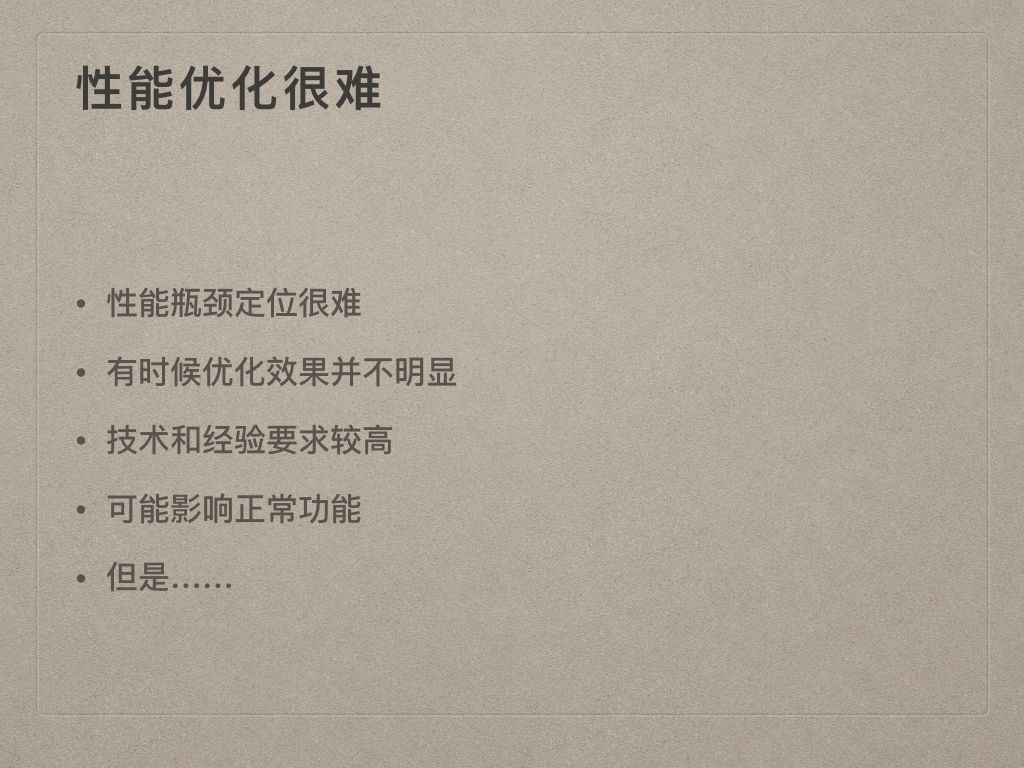 性能优化很难
• 性能瓶颈定位很难
• 有时候优化效果并不明显
• 技术和经验要求较高
• 可能影响正常功能
• 但是……